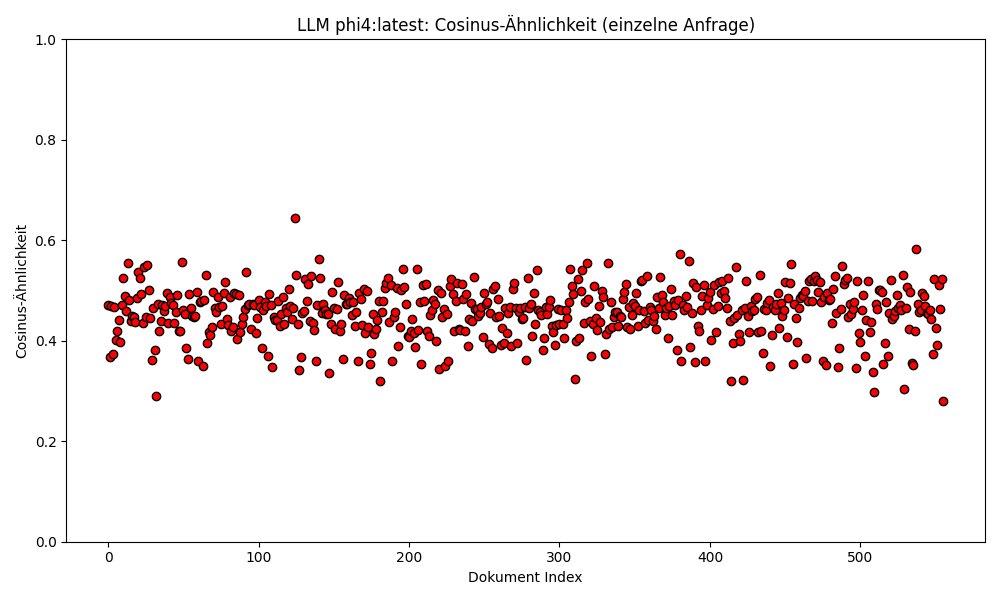 LLM phi4:latest: Cosinus-Ähnlichkeit (einzelne Anfrage)
1.0
0.8
0.6
0.4
0.2
0.0
Cosinus-Ähnlichkeit
0 100 200 300 400 500
Dokument Index